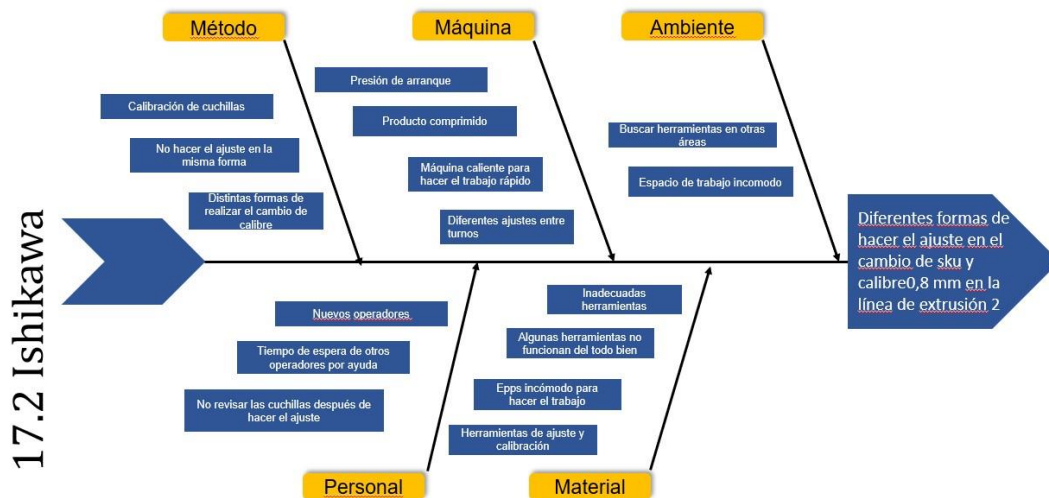 17.2 Ishikawa
Método
Calibración de cuchillas
No hacer el ajuste en la
misma forma
Distintas formas de
realizar el cambio de
calibre
Máquina
Presión de arranque
Producto comprimido
Máquina caliente para
hacer el trabajo rápido
Diferentes ajustes entre
turnos
Ambiente
Buscar herramientas en otras
áreas
Espacio de trabajo incomodo
Diferentes formas de
hacer el ajuste en el
cambio de sku y
calibre0,8 mm en la
línea de extrusión 2
Nuevos operadores
Tiempo de espera de otros
operadores por ayuda
No revisar las cuchillas después de
hacer el ajuste
Personal
Inadecuadas
herramientas
Algunas herramientas no
funcionan del todo bien
Epps incómodo para
hacer el trabajo
Herramientas de ajuste y
calibración
Material